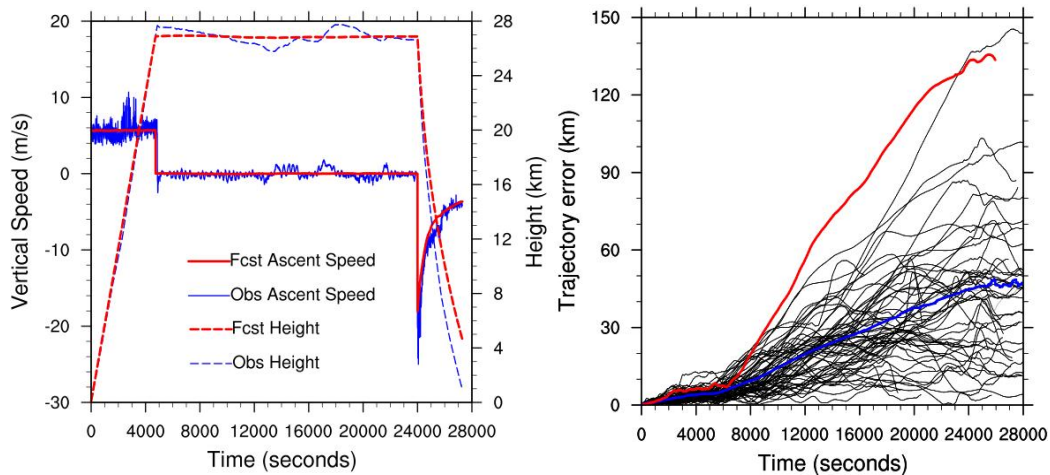 20
10
0
-10
-20
-30
Vertical Speed (m/s)
28
24
20
16
12
8
4
0
Height (km)
Fcst Ascent Speed
Obs Ascent Speed
Fcst Height
Obs Height
0 4000 8000 12000 16000 20000 24000 28000
Time (seconds)
150
120
90
60
30
0
Trajectory error (km)
0 4000 8000 12000 16000 20000 24000 28000
Time (seconds)